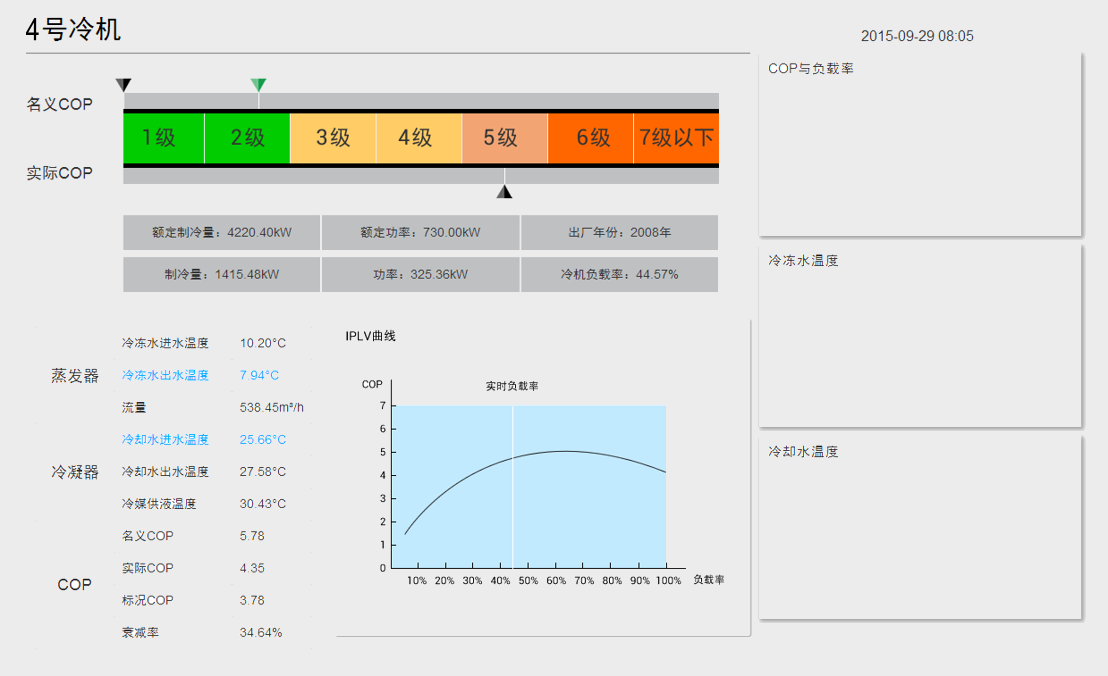 4号冷机
2015-09-29 08:05
名义COP
1级 2级 3级 4级 5级 6级 7级以下
实际COP
额定制冷量：4220.40kW 额定功率：730.00kW 出厂年份：2008年
制冷量：1415.48kW 功率：325.36kW 冷机负载率：44.57%
蒸发器
冷冻水进水温度 10.20°C
冷冻水出水温度 7.94°C
流量 538.45m³/h
冷凝器
冷却水进水温度 25.66°C
冷却水出水温度 27.58°C
冷媒供液温度 30.43°C
COP
名义COP 5.78
实际COP 4.35
标况COP 3.78
衰减率 34.64%
IPLV曲线
COP
实时负载率
7
6
5
4
3
2
1
0
10% 20% 30% 40% 50% 60% 70% 80% 90% 100% 负载率
COP与负载率
冷冻水温度
冷却水温度